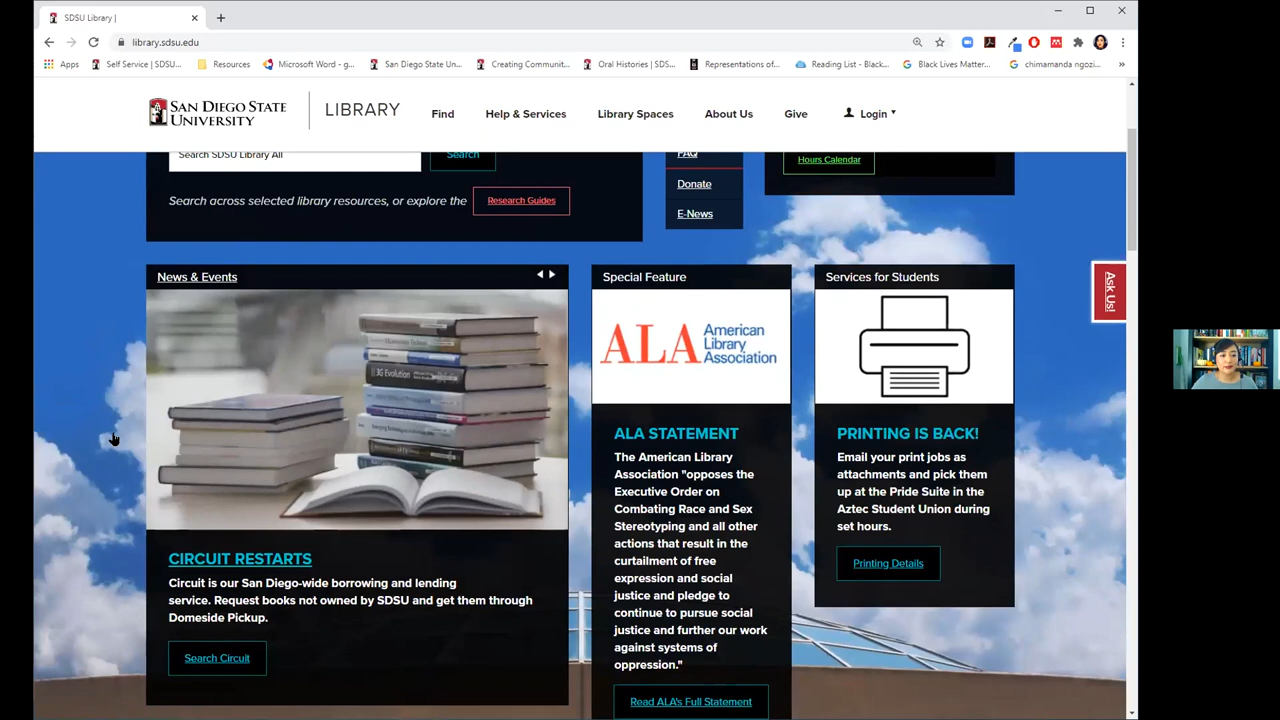 SDSU Library |
library.sdsu.edu
Apps
Self Service | SDSU...
Resources
Microsoft Word - g...
San Diego State Un...
Creating Communit...
Oral Histories | SDS...
Representations of...
Reading List - Black...
Black Lives Matter...
chimamanda ngozi...
SAN DIEGO STATE
UNIVERSITY
LIBRARY
Find
Help & Services
Library Spaces
About Us
Give
Login
Search SDSU Library All
Search
FAQ
Hours Calendar
Donate
Search across selected library resources, or explore the
Research Guides
E-News
News & Events
Special Feature
Services for Students
Ask Us!
ALA American
Library
Association
CIRCUIT RESTARTS
Circuit is our San Diego-wide borrowing and lending
service. Request books not owned by SDSU and get them through
Domeside Pickup.
Search Circuit
ALA STATEMENT
The American Library
Association "opposes the
Executive Order on
Combating Race and Sex
Stereotyping and all other
actions that result in the
curtailment of free
expression and social
justice and pledge to
continue to pursue social
justice and further our work
against systems of
oppression."
Read ALA's Full Statement
PRINTING IS BACK!
Email your print jobs as
attachments and pick them
up at the Pride Suite in the
Aztec Student Union during
set hours.
Printing Details